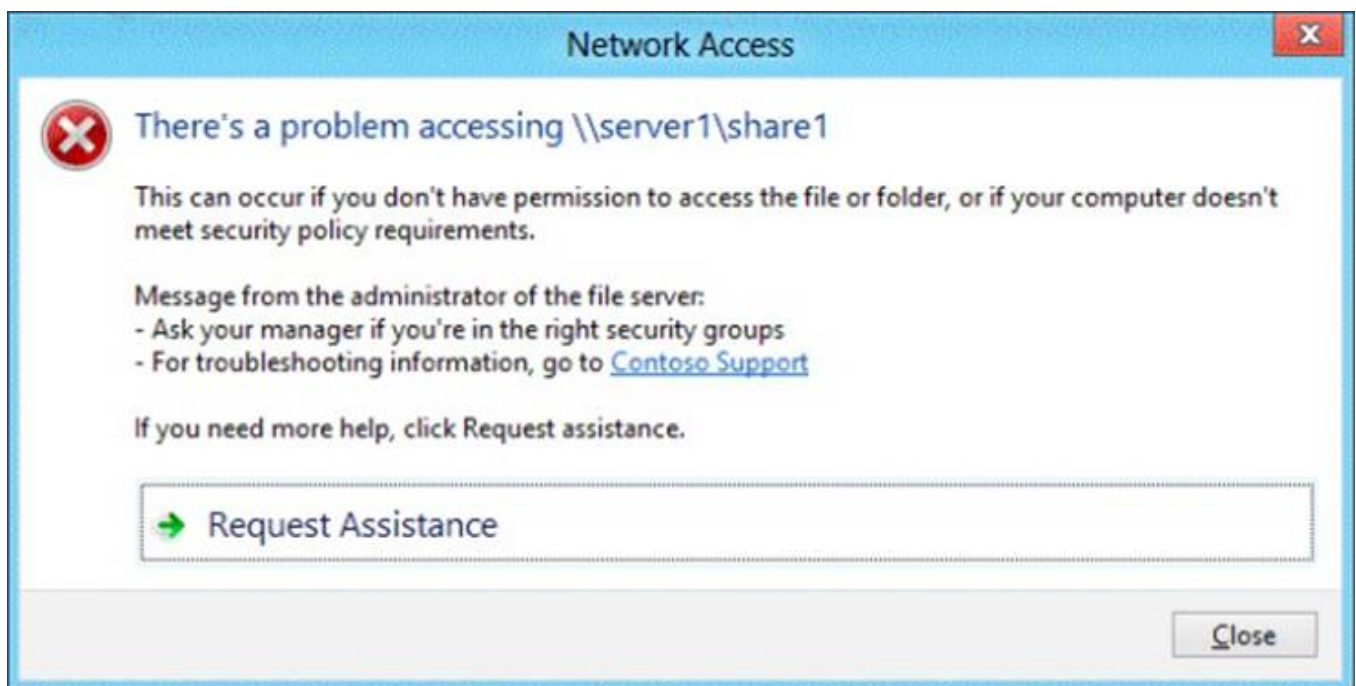 Network Access
There's a problem accessing \\server1\share1
This can occur if you don't have permission to access the file or folder, or if your computer doesn't
meet security policy requirements.
Message from the administrator of the file server:
- Ask your manager if you're in the right security groups
- For troubleshooting information, go to Contoso Support
If you need more help, click Request assistance.
Request Assistance
Close